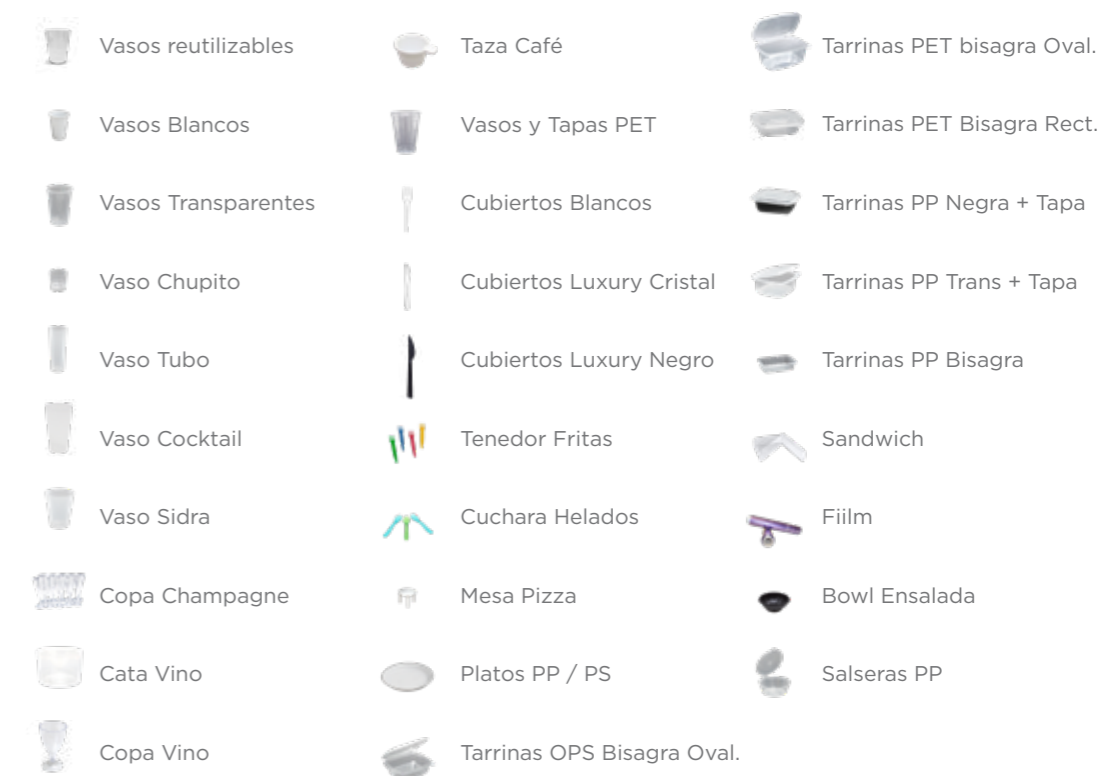 Vasos reutilizables
Vasos Blancos
Vasos Transparentes
Vaso Chupito
Vaso Tubo
Vaso Cocktail
Vaso Sidra
Copa Champagne
Cata Vino
Copa Vino
Taza Café
Vasos y Tapas PET
Cubiertos Blancos
Cubiertos Luxury Cristal
Cubiertos Luxury Negro
Tenedor Fritas
Cuchara Helados
Mesa Pizza
Platos PP / PS
Tarrinas OPS Bisagra Oval.
Tarrinas PET bisagra Oval.
Tarrinas PET Bisagra Rect.
Tarrinas PP Negra + Tapa
Tarrinas PP Trans + Tapa
Tarrinas PP Bisagra
Sandwich
Fiilm
Bowl Ensalada
Salseras PP